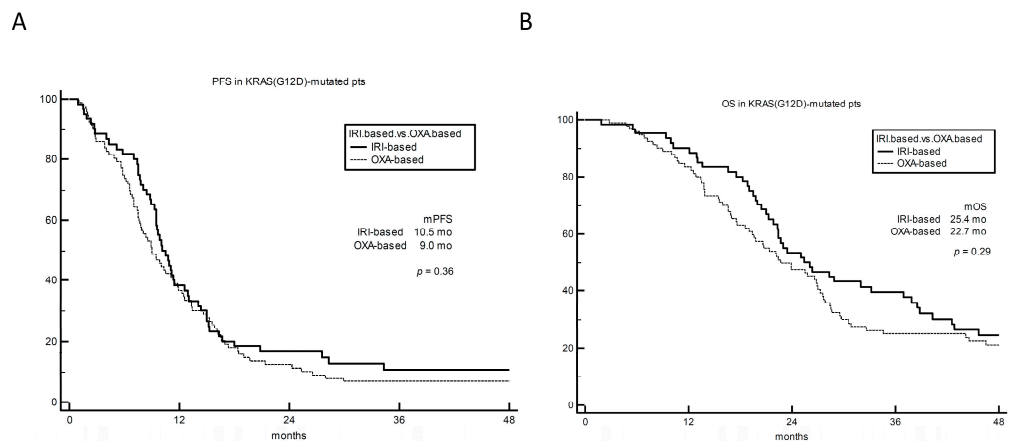 A
PFS in KRAS(G12D)-mutated pts
100
80
60
40
20
0
IRI.based.vs.OXA.based
IRI-based
OXA-based
mPFS
IRI-based 10.5 mo
OXA-based 9.0 mo
p = 0.36
0 12 24 36 48
months
B
OS in KRAS(G12D)-mutated pts
100
80
60
40
20
0
IRI.based.vs.OXA.based
IRI-based
OXA-based
mOS
IRI-based 25.4 mo
OXA-based 22.7 mo
p = 0.29
0 12 24 36 48
months